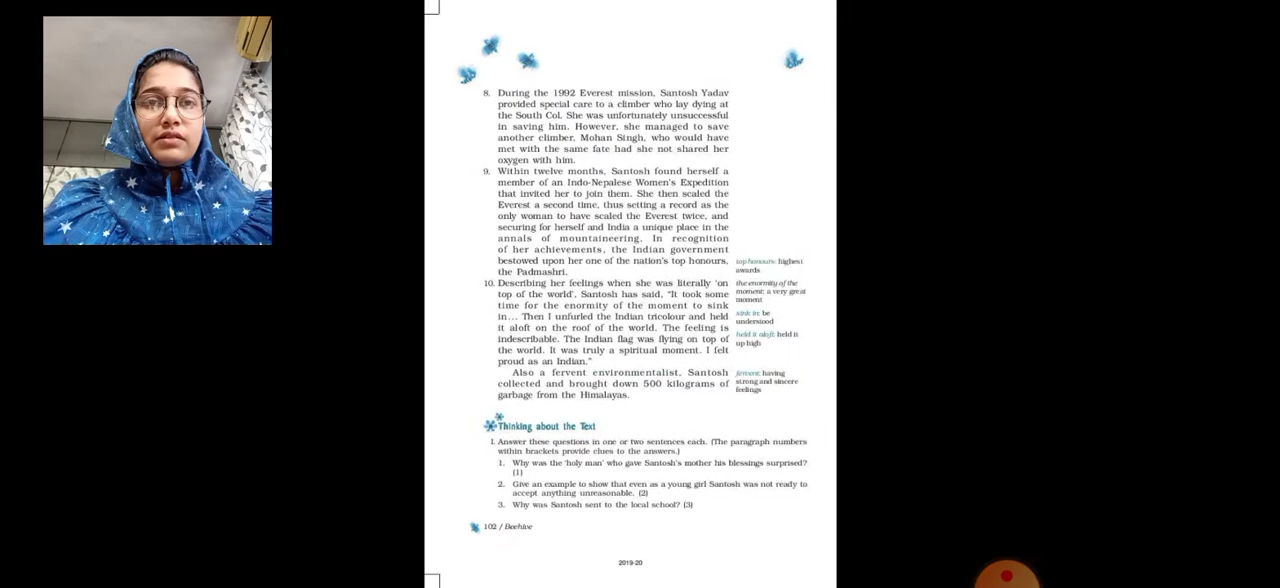 8. During the 1992 Everest mission, Santosh Yadav
provided special care to a climber who lay dying at
the South Col. She was unfortunately unsuccessful
in saving him. However, she managed to save
another climber, Mohan Singh, who would have
met with the same fate had she not shared her
oxygen with him.
9. Within twelve months, Santosh found herself a
member of an Indo-Nepalese Women's Expedition
that invited her to join them. She then scaled the
Everest a second time, thus setting a record as the
only woman to have scaled the Everest twice, and
securing for herself and India a unique place in the
annals of mountaineering. In recognition
of her achievements, the Indian government
bestowed upon her one of the nation's top honours,
the Padmashri.
top honours: highest
awards
10. Describing her feelings when she was literally 'on
top of the world', Santosh has said, "It took some
time for the enormity of the moment to sink
in... Then I unfurled the Indian tricolour and held
it aloft on the roof of the world. The feeling is
indescribable. The Indian flag was flying on top of
the world. It was truly a spiritual moment. I felt
proud as an Indian."
the enormity of the
moment: a very great
moment
sink in: be
understood
held it aloft: held it
up high
Also a fervent environmentalist, Santosh
collected and brought down 500 kilograms of
garbage from the Himalayas.
fervent: having
strong and sincere
feelings
Thinking about the Text
I. Answer these questions in one or two sentences each. (The paragraph numbers
within brackets provide clues to the answers.)
1. Why was the 'holy man' who gave Santosh's mother his blessings surprised?
(1)
2. Give an example to show that even as a young girl Santosh was not ready to
accept anything unreasonable. (2)
3. Why was Santosh sent to the local school? (3)
102 / Beehive
2019-20